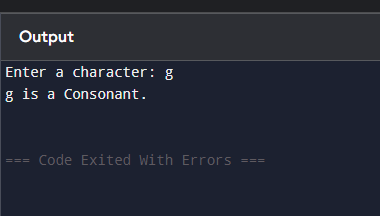 Output
Enter a character: g
g is a Consonant.
=== Code Exited With Errors ===